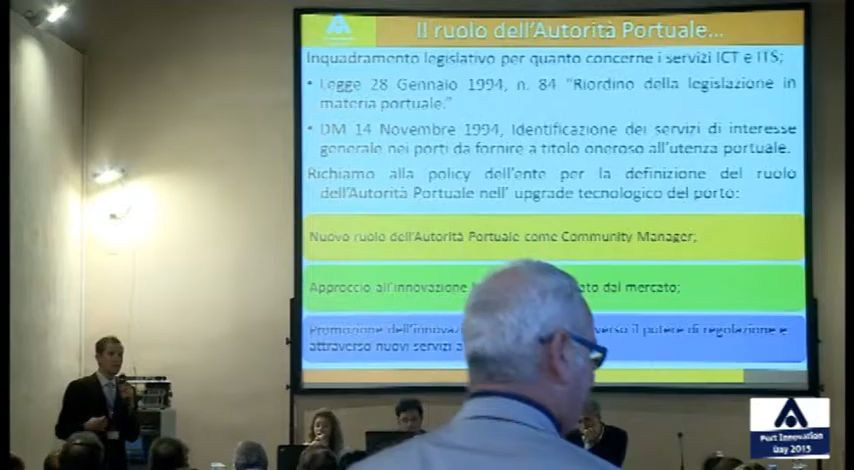 Il ruolo dell'Autorità Portuale...
Inquadramento legislativo per quanto concerne i servizi ICT e ITS;
• Legge 28 Gennaio 1994, n. 84 "Riordino della legislazione in
materia portuale."
• DM 14 Novembre 1994, Identificazione dei servizi di interesse
generale nei porti da fornire a titolo oneroso all'utenza portuale.
Richiamo alla policy dell'ente per la definizione del ruolo
dell'Autorità Portuale nell' upgrade tecnologico del porto:
Nuovo ruolo dell'Autorità Portuale come Community Manager;
Approccio all'innovazione dal mercato;
Promozione il potere di regolazione e
attraverso nuovi servizi
Port Innovation
Day 2015